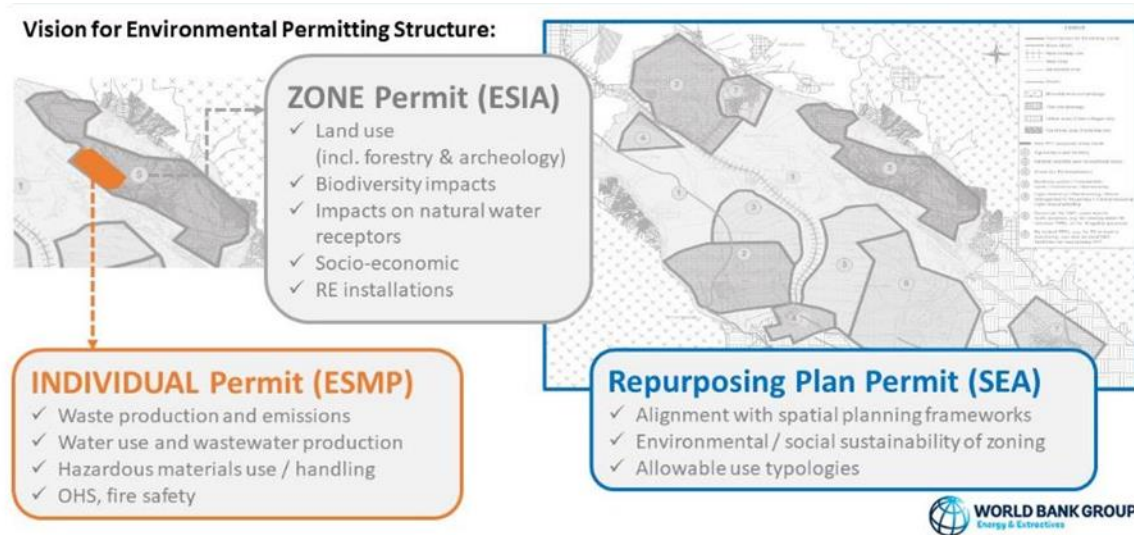 Vision for Environmental Permitting Structure:
ZONE Permit (ESIA)
✓ Land use
(incl. forestry & archeology)
✓ Biodiversity impacts
✓ Impacts on natural water
receptors
✓ Socio-economic
✓ RE installations
INDIVIDUAL Permit (ESMP)
✓ Waste production and emissions
✓ Water use and wastewater production
✓ Hazardous materials use / handling
✓ OHS, fire safety
Repurposing Plan Permit (SEA)
✓ Alignment with spatial planning frameworks
✓ Environmental / social sustainability of zoning
✓ Allowable use typologies
WORLD BANK GROUP
Energy & Extractives